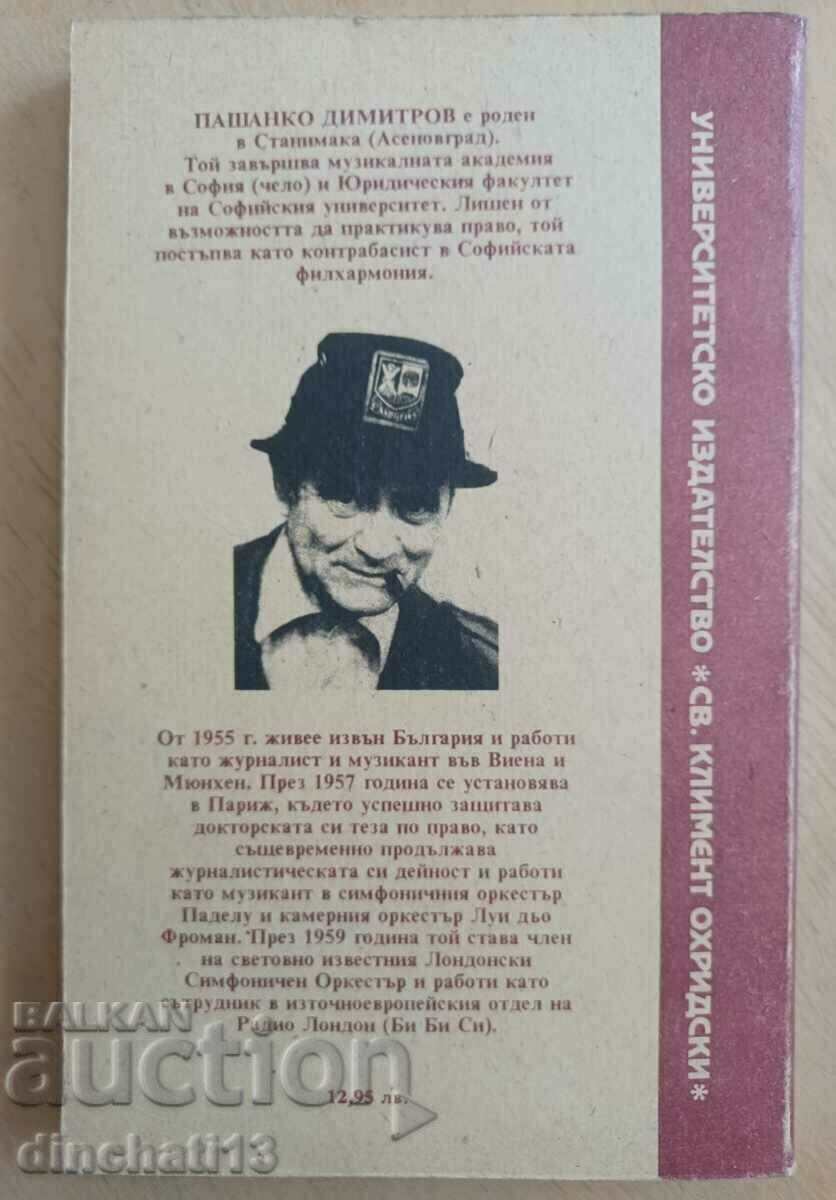 ПАШАНКО ДИМИТРОВ е роден
в Станимака (Асеновград).
Той завършва музикалната академия
в София (чело) и Юридическия факултет
на Софийския университет. Лишен от
възможността да практикува право, той
постъпва като контрабасист в Софийската
филхармония.
От 1955 г. живее извън България и работи
като журналист и музикант във Виена и
Мюнхен. През 1957 година се установява
в Париж, където успешно защитава
докторската си теза по право, като
същевременно продължава
журналистическата си дейност и работи
като музикант в симфоничния оркестър
Паделу и камерния оркестър Луи дьо
Фроман. През 1959 година той става член
на световно известния Лондонски
Симфоничен Оркестър и работи като
сътрудник в източноевропейския отдел на
Радио Лондон (Би Би Си).
12,95 лв.
УНИВЕРСИТЕТСКО ИЗДАТЕЛСТВО *СВ. КЛИМЕНТ ОХРИДСКИ*
BALKAN
auction
dinchati13